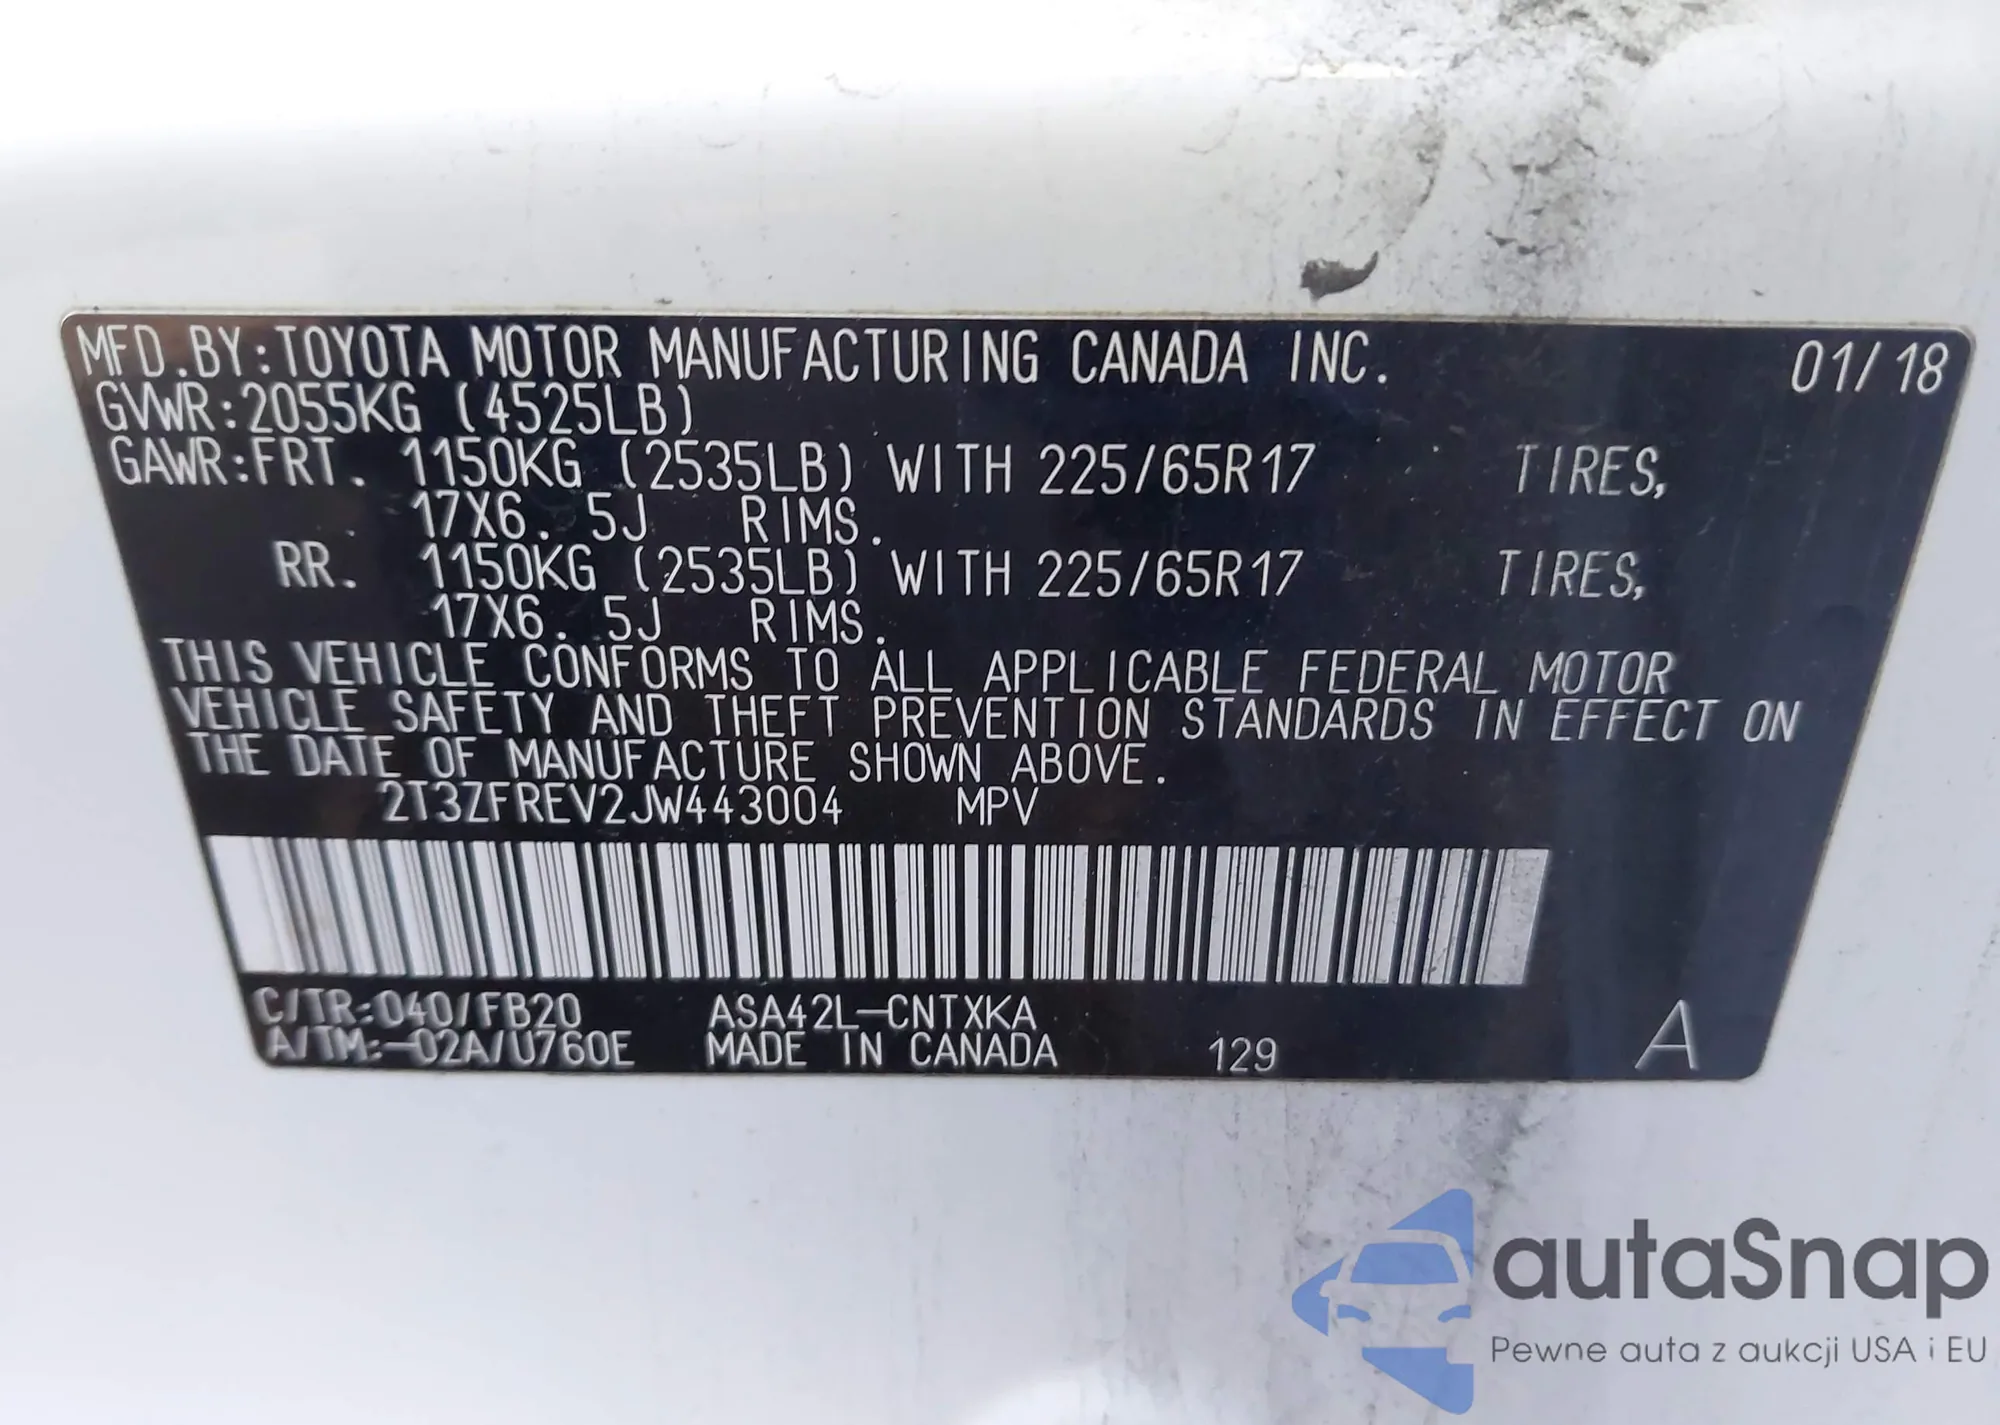 MFD.BY:TOYOTA MOTOR MANUFACTURING CANADA INC. 01/18
GVWR:2055KG (4525LB)
GAWR:FRT. 1150KG (2535LB) WITH 225/65R17 TIRES,
17X6.5J RIMS.
RR. 1150KG (2535LB) WITH 225/65R17 TIRES,
17X6.5J RIMS.
THIS VEHICLE CONFORMS TO ALL APPLICABLE FEDERAL MOTOR
VEHICLE SAFETY AND THEFT PREVENTION STANDARDS IN EFFECT ON
THE DATE OF MANUFACTURE SHOWN ABOVE.
2T3ZFREV2JW443004 MPV
C/TR:040/FB20 ASA42L-CNTXKA
A/TM:-02A/U760E MADE IN CANADA 129 A
autaSnap
Pewne auta z aukcji USA i EU